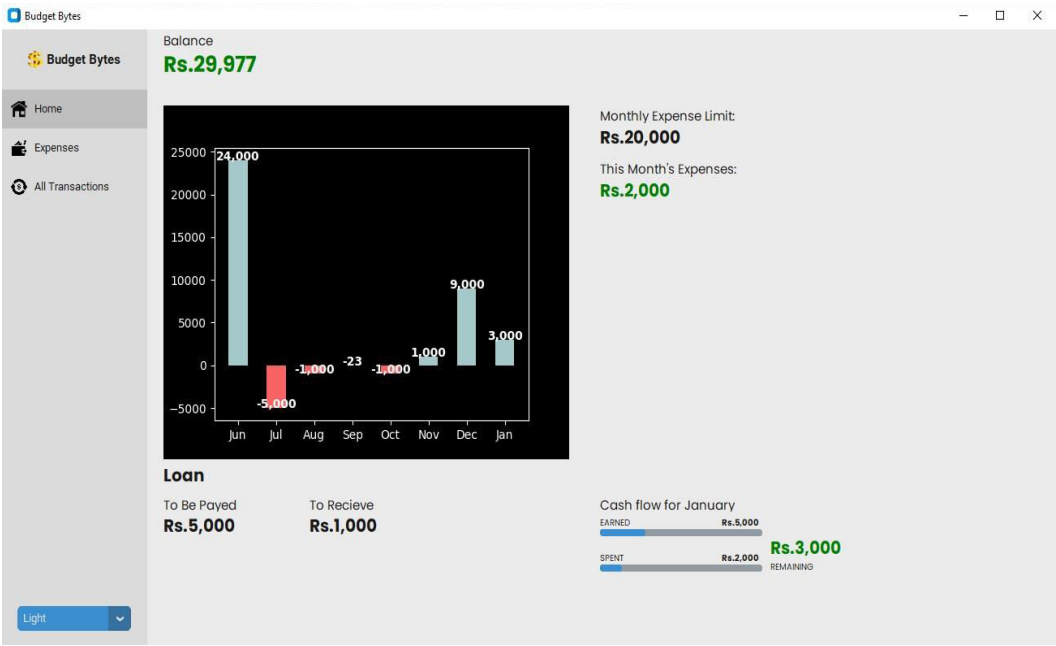 Budget Bytes
Budget Bytes
Home
Expenses
All Transactions
Light
Balance
Rs.29,977
25000
20000
15000
10000
5000
0
−5000
24,000
-5,000
-1,000
-23
-1,000
1,000
9,000
3,000
Jun Jul Aug Sep Oct Nov Dec Jan
Monthly Expense Limit:
Rs.20,000
This Month's Expenses:
Rs.2,000
Loan
To Be Payed To Recieve
Rs.5,000 Rs.1,000
Cash flow for January
EARNED Rs.5,000
SPENT Rs.2,000
Rs.3,000
REMAINING